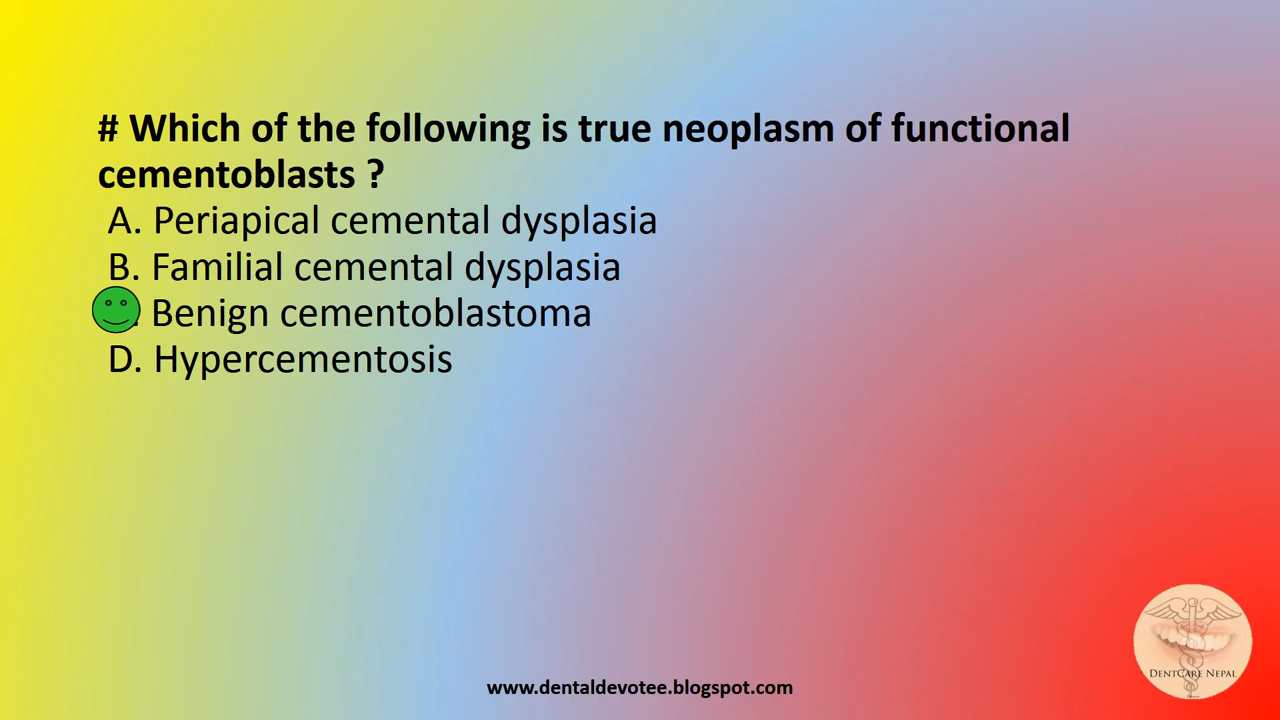 # Which of the following is true neoplasm of functional
cementoblasts ?
A. Periapical cemental dysplasia
B. Familial cemental dysplasia
. Benign cementoblastoma
D. Hypercementosis
DENTCARE NEPAL
www.dentaldevotee.blogspot.com